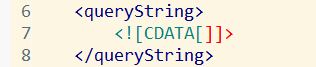 6 <queryString>
7 <![CDATA[]]>
8 </queryString>